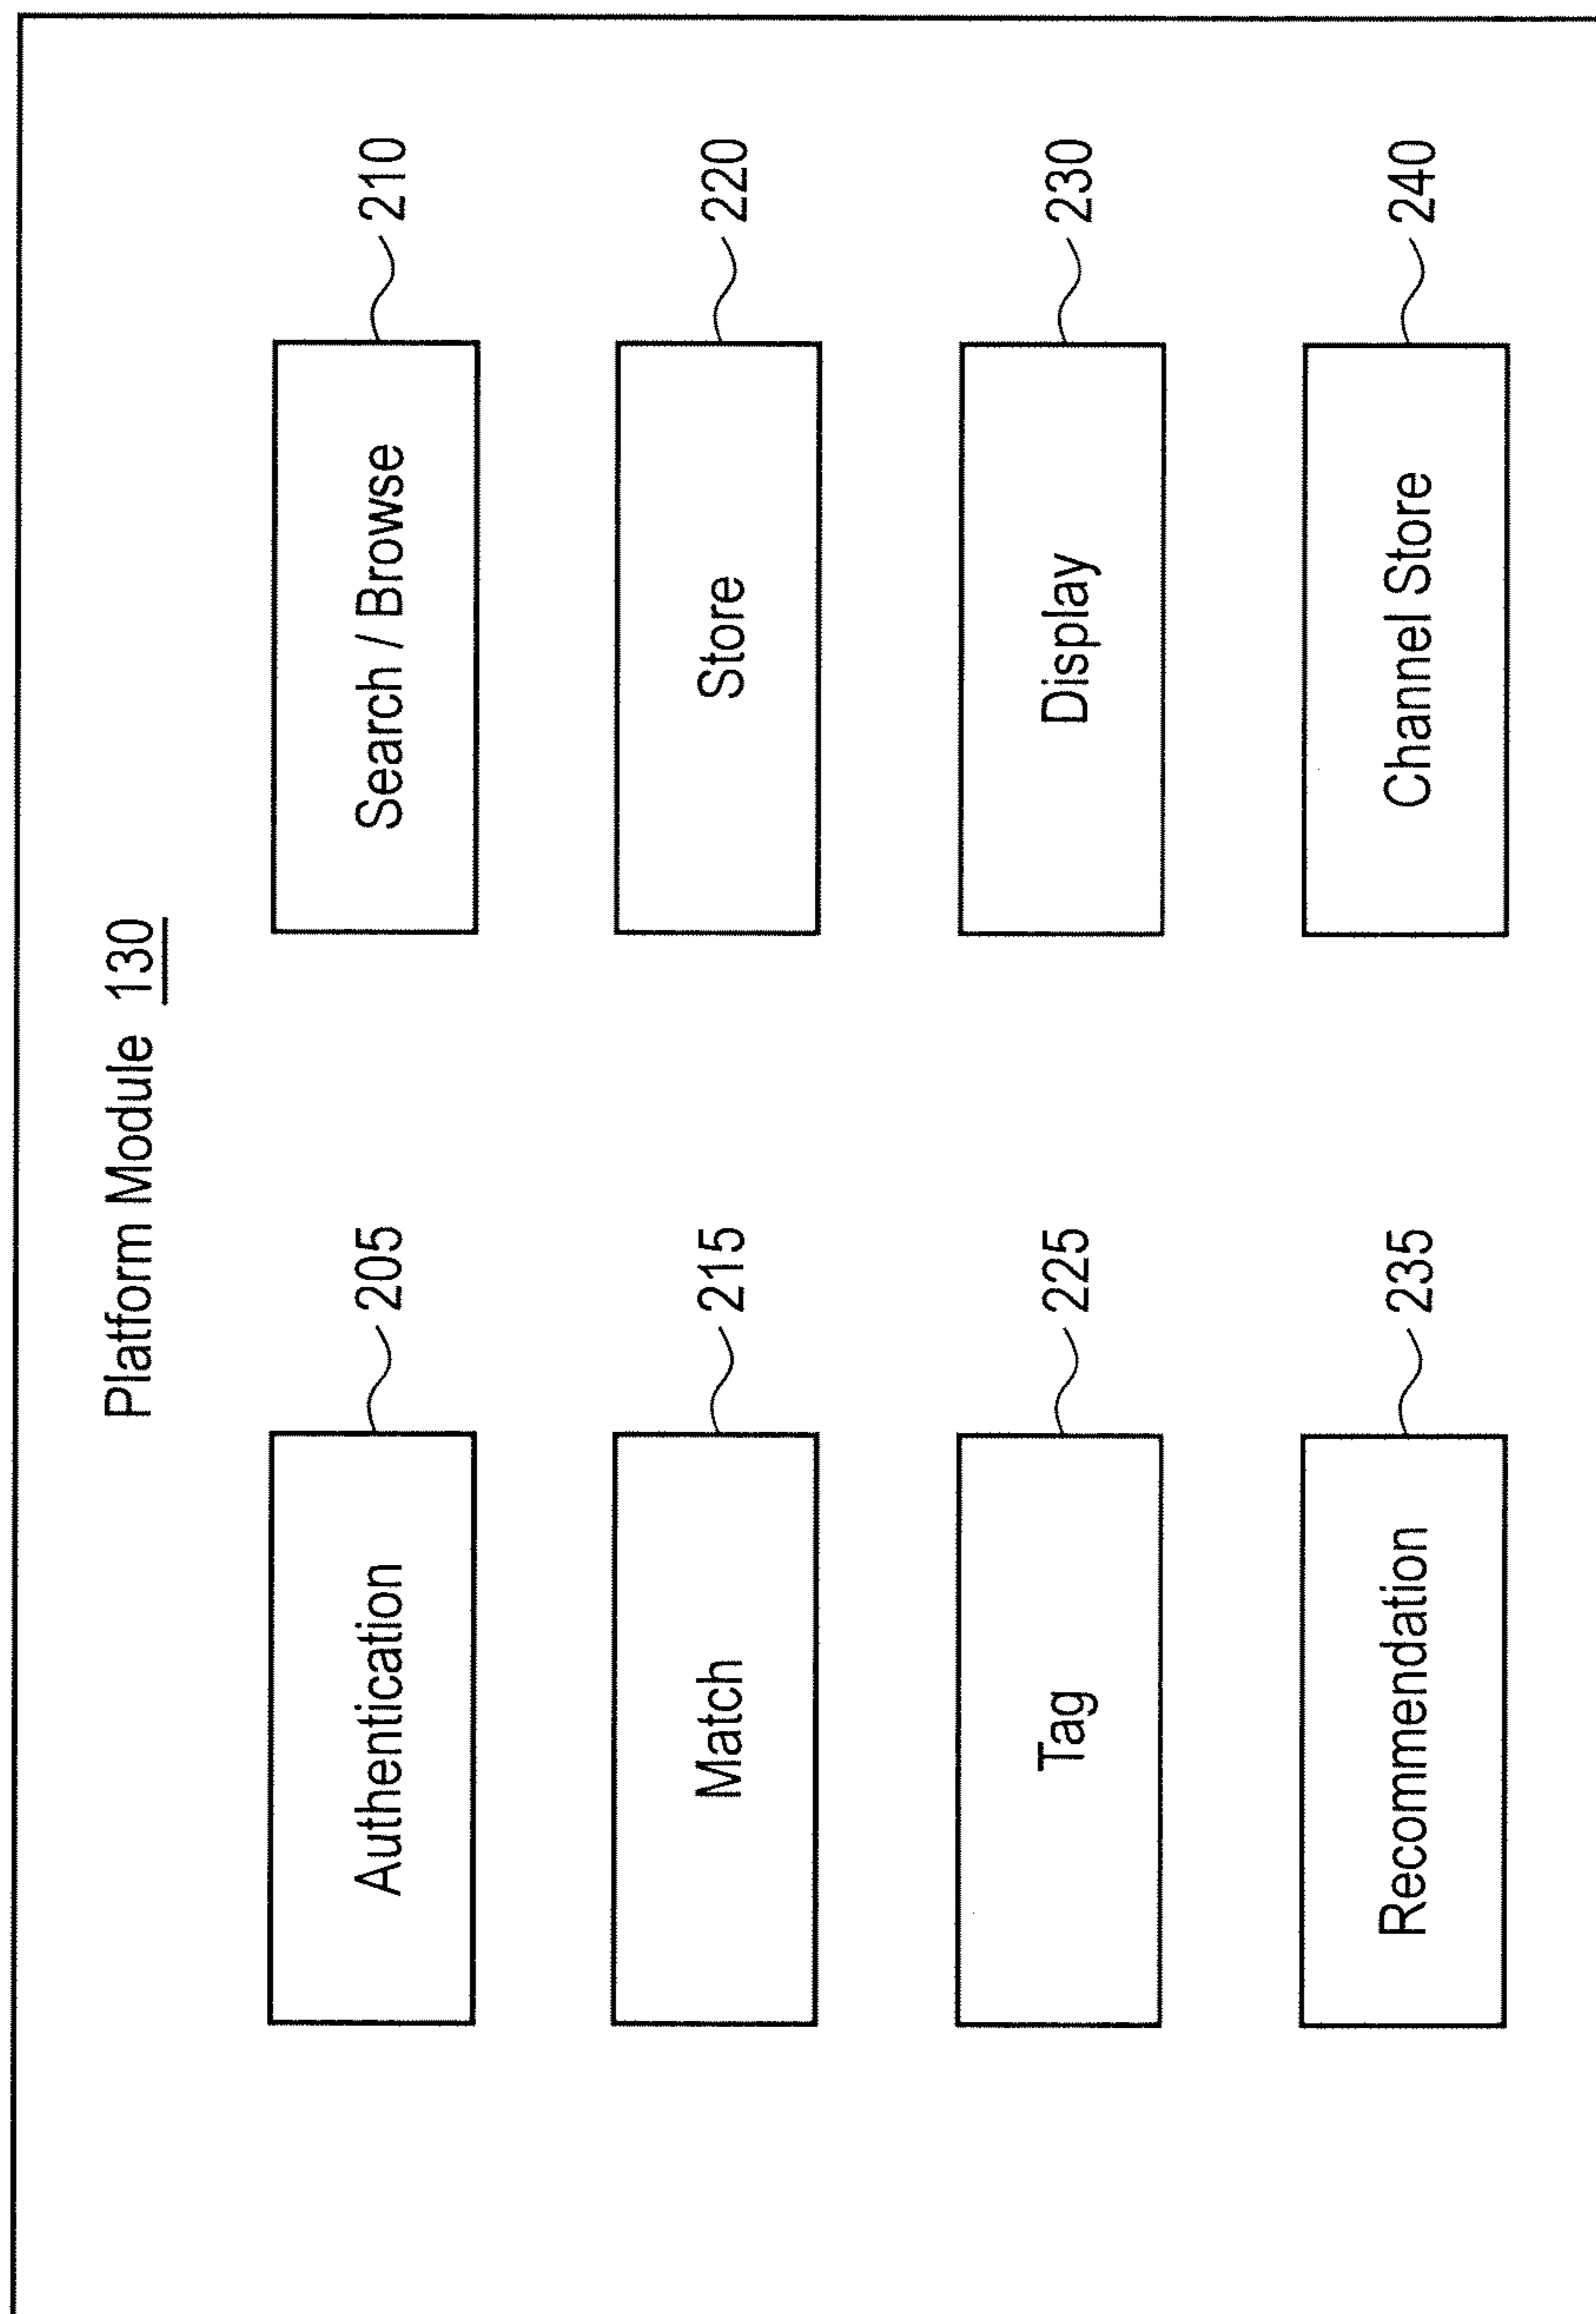 Platform Module 130
Authentication
205
Search / Browse
210
Match
215
Store
220
Tag
225
Display
230
Recommendation
235
Channel Store
240